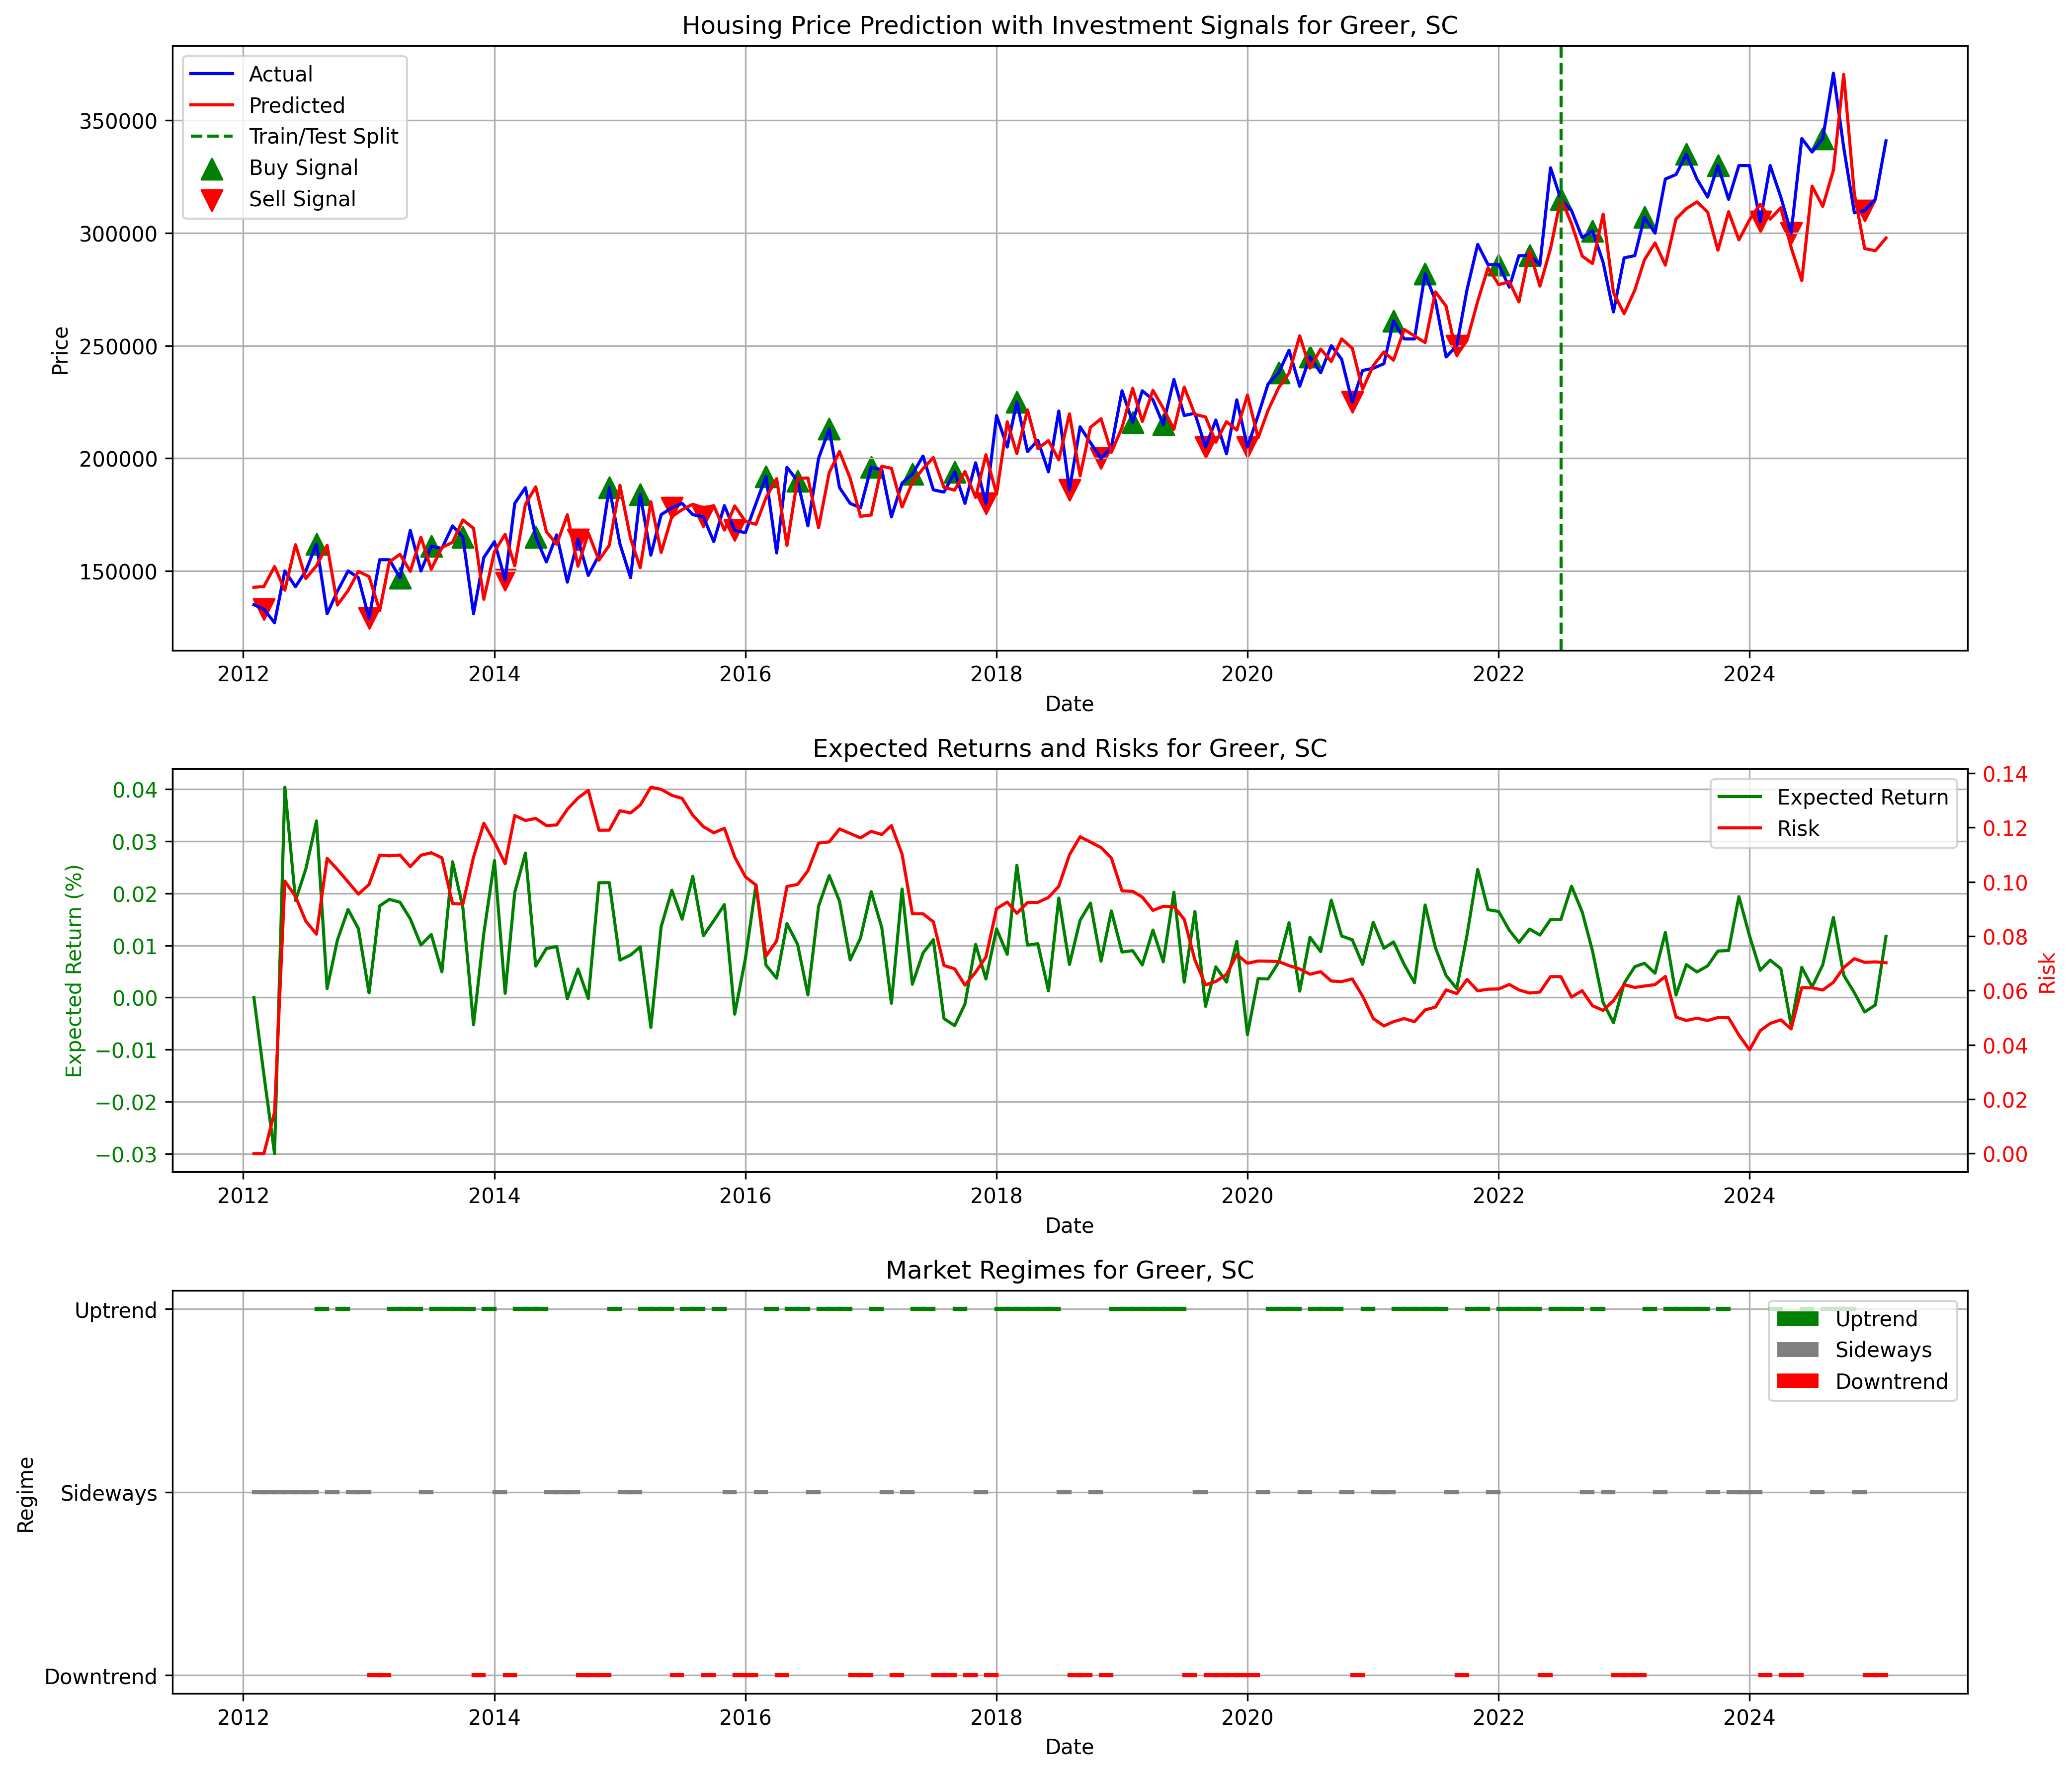 Housing Price Prediction with Investment Signals for Greer, SC
Actual
Predicted
Train/Test Split
Buy Signal
Sell Signal
350000
300000
250000
200000
150000
Price
2012 2014 2016 2018 2020 2022 2024
Date
Expected Returns and Risks for Greer, SC
Expected Return
Risk
0.04
0.03
0.02
0.01
0.00
−0.01
−0.02
−0.03
Expected Return (%)
0.14
0.12
0.10
0.08
0.06
0.04
0.02
0.00
Risk
2012 2014 2016 2018 2020 2022 2024
Date
Market Regimes for Greer, SC
Uptrend
Sideways
Downtrend
Uptrend
Sideways
Downtrend
Regime
2012 2014 2016 2018 2020 2022 2024
Date